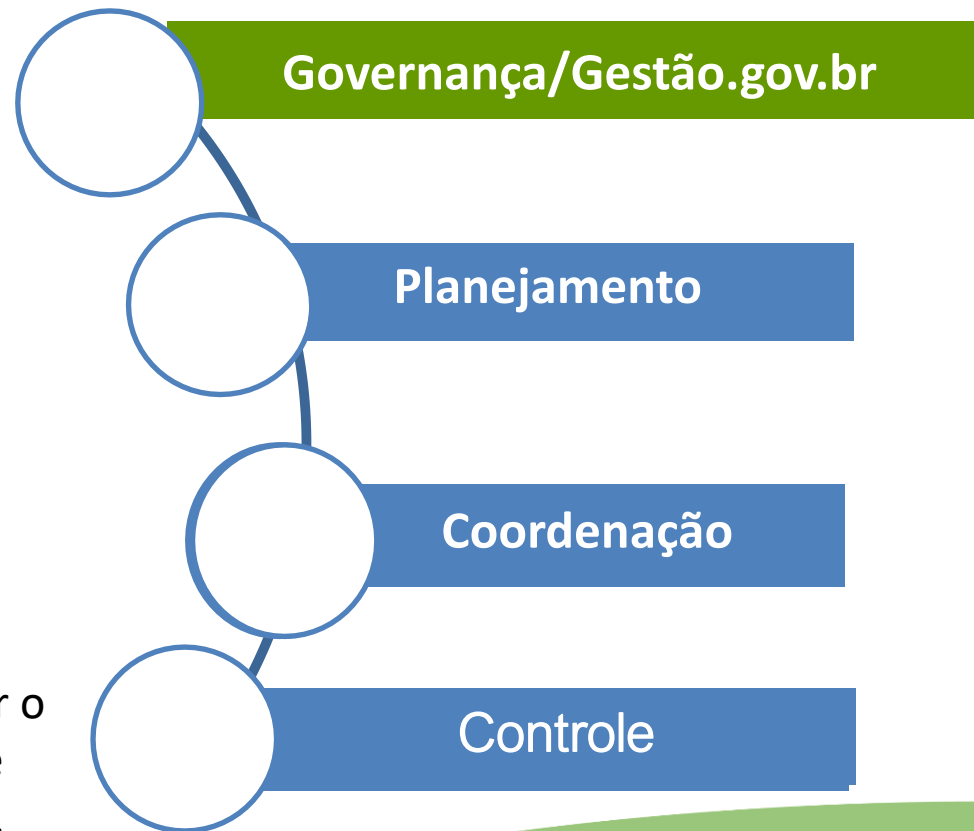 Governança/Gestão.gov.br
Planejamento
Coordenação
r o
Controle
e